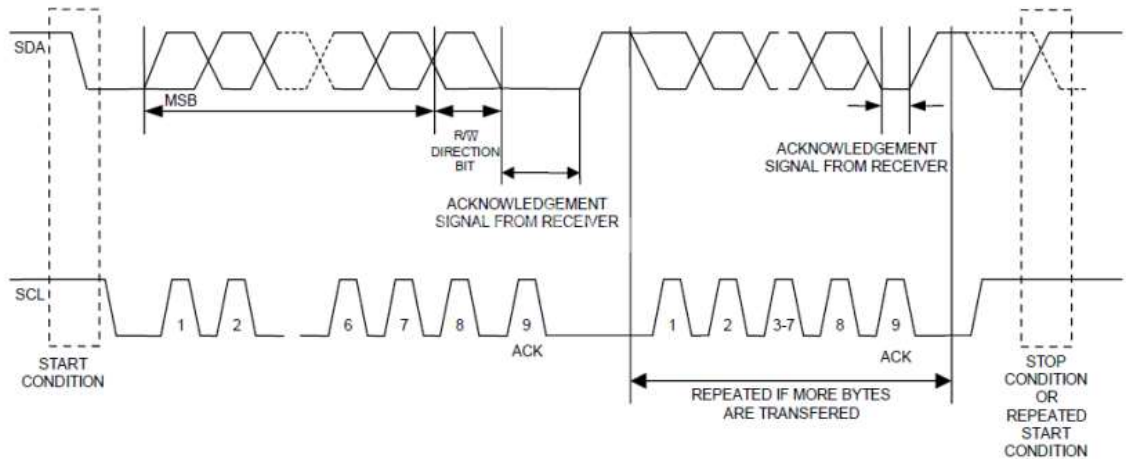 SDA
MSB
R/W
DIRECTION
BIT
ACKNOWLEDGEMENT
SIGNAL FROM RECEIVER
ACKNOWLEDGEMENT
SIGNAL FROM RECEIVER
SCL
1 2 6 7 8 9 1 2 3-7 8 9
ACK ACK
START
CONDITION
REPEATED IF MORE BYTES
ARE TRANSFERED
STOP
CONDITION
OR
REPEATED
START
CONDITION